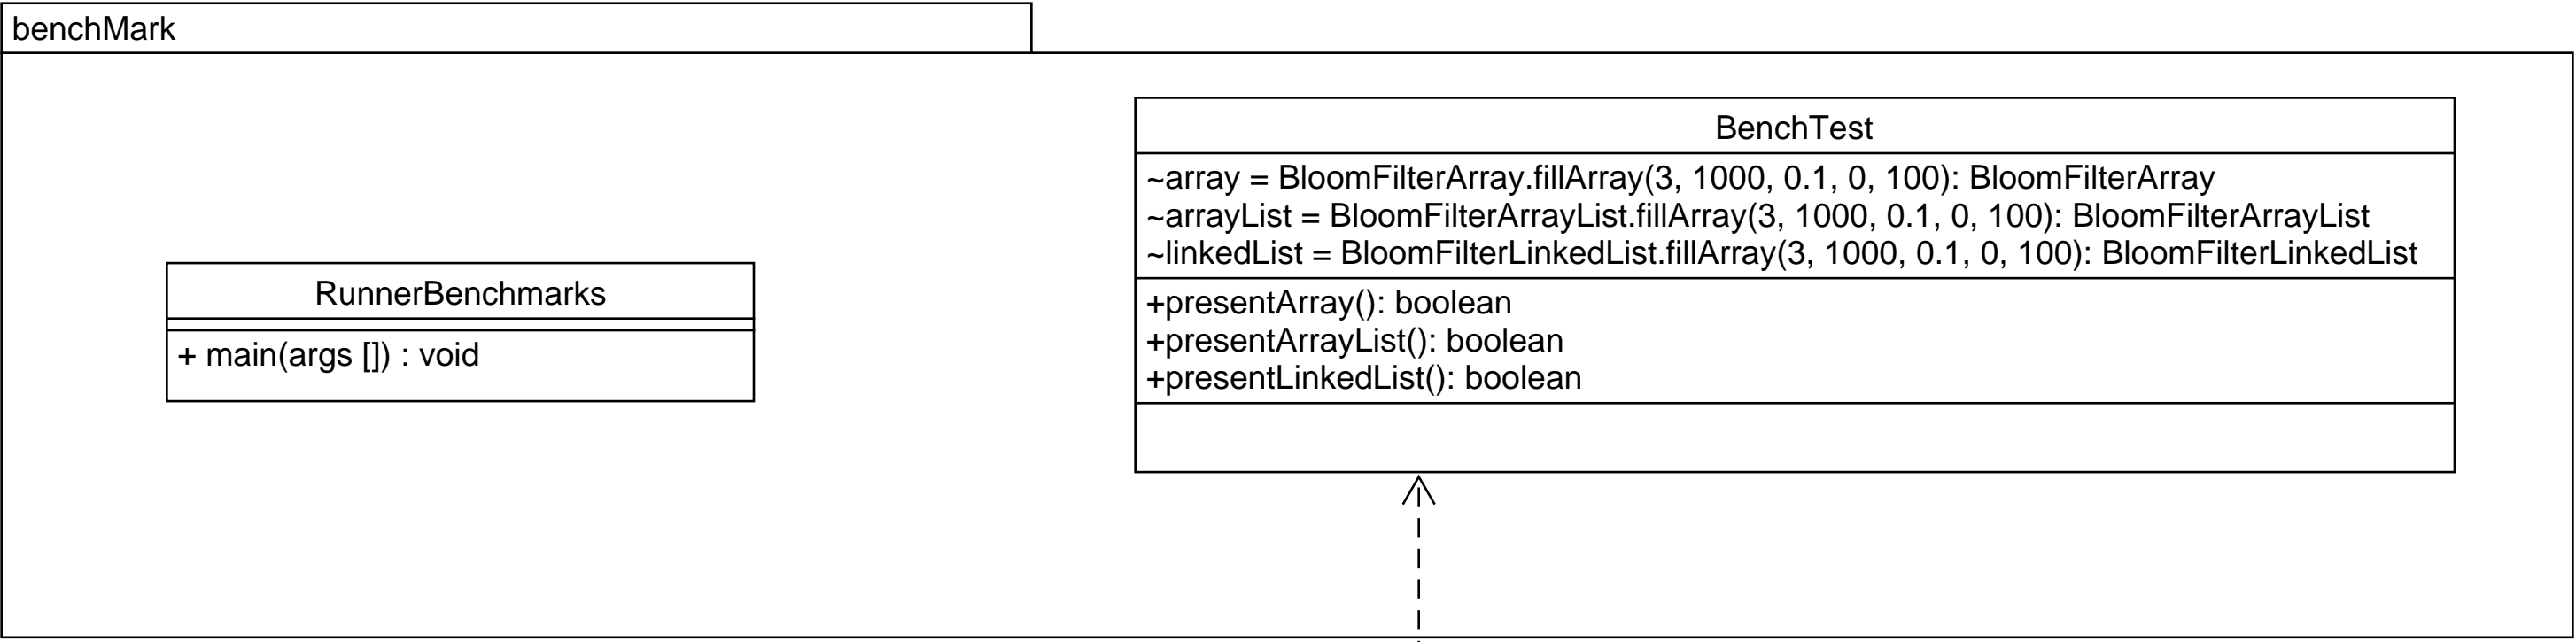 benchMark
BenchTest
~array = BloomFilterArray.fillArray(3, 1000, 0.1, 0, 100): BloomFilterArray
~arrayList = BloomFilterArrayList.fillArray(3, 1000, 0.1, 0, 100): BloomFilterArrayList
~linkedList = BloomFilterLinkedList.fillArray(3, 1000, 0.1, 0, 100): BloomFilterLinkedList
+presentArray(): boolean
+presentArrayList(): boolean
+presentLinkedList(): boolean
RunnerBenchmarks
+ main(args []) : void